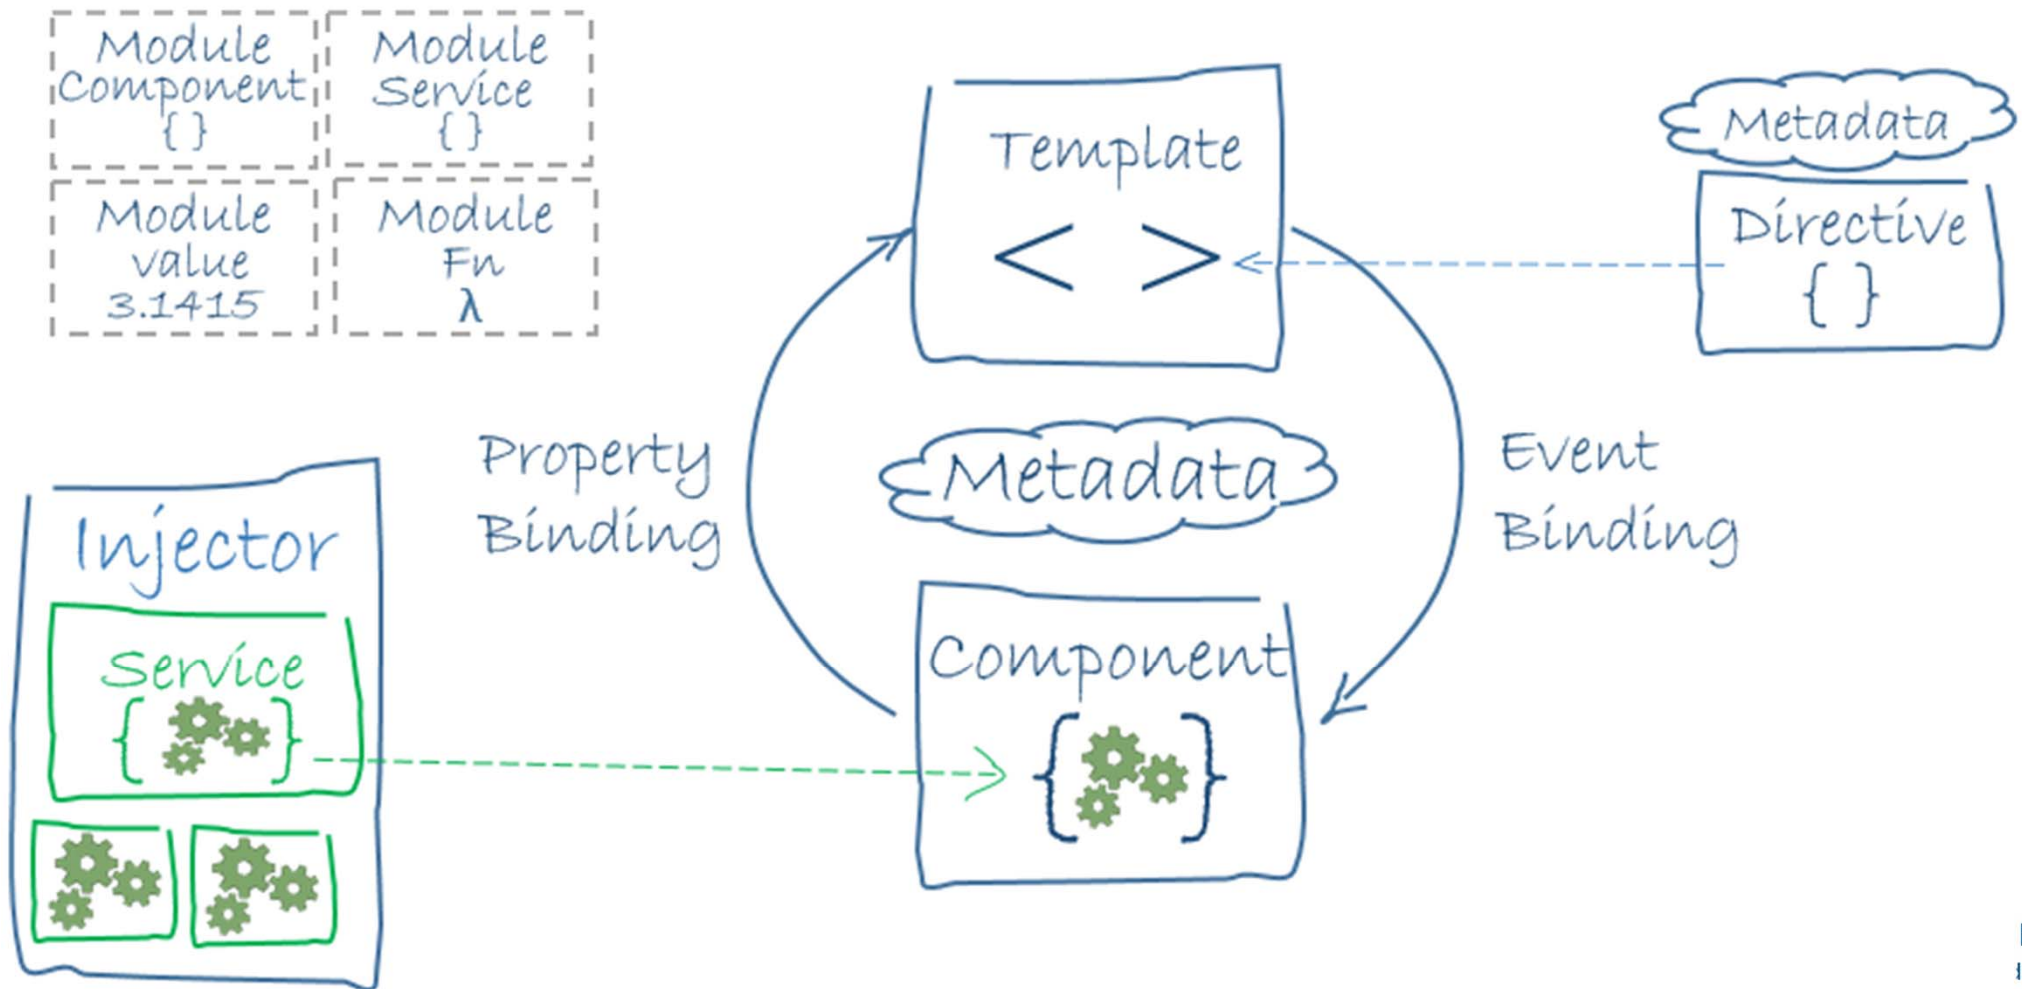 Module
Component
{ }
Module
Service
{ }
Module
value
3.1415
Module
Fn
λ
Template
< >
Metadata
Directive
{ }
Property
Binding
Metadata
Event
Binding
Injector
Service
{ }
Component
{ }